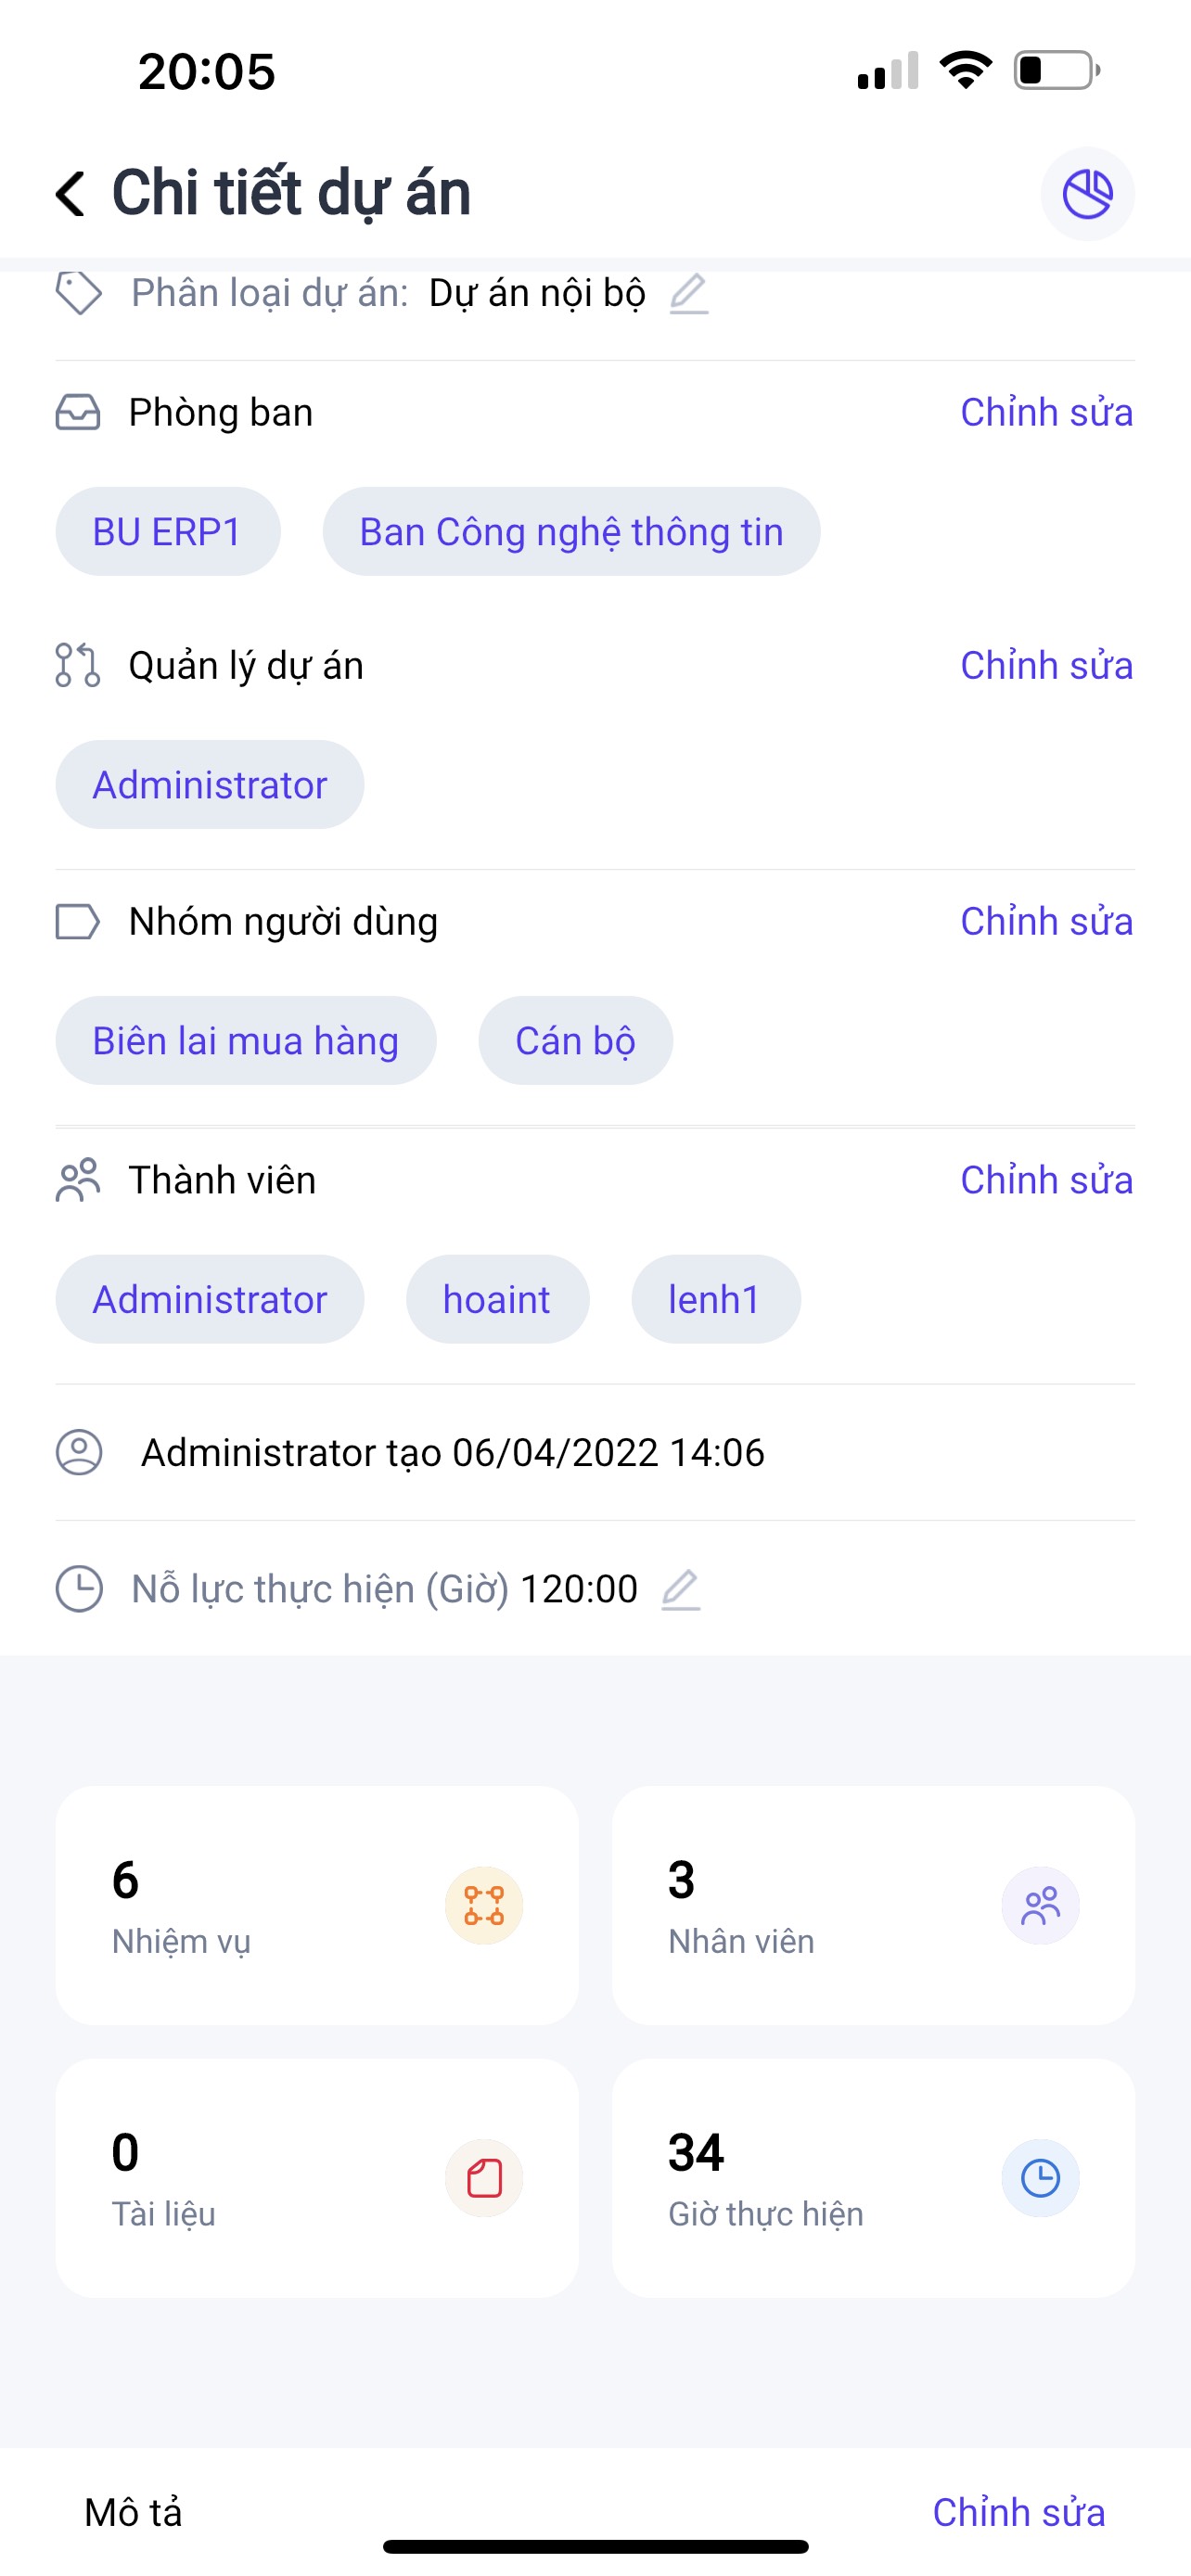 20:05
Chi tiết dự án
Phân loại dự án: Dự án nội bộ
Phòng ban Chỉnh sửa
BU ERP1 Ban Công nghệ thông tin
Quản lý dự án Chỉnh sửa
Administrator
Nhóm người dùng Chỉnh sửa
Biên lai mua hàng Cán bộ
Thành viên Chỉnh sửa
Administrator hoaint lenh1
Administrator tạo 06/04/2022 14:06
Nỗ lực thực hiện (Giờ) 120:00
6
Nhiệm vụ
3
Nhân viên
0
Tài liệu
34
Giờ thực hiện
Mô tả Chỉnh sửa